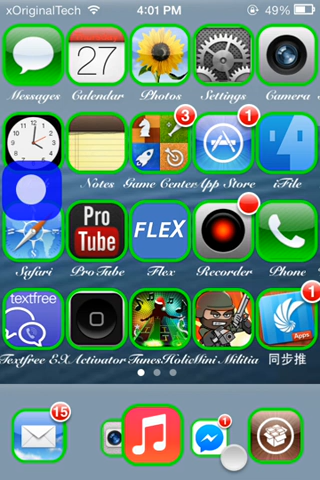 xOriginalTech 4:01 PM 49%
27
Messages Calendar Photos Settings Camera
3 1
Notes Game Center App Store iFile
Pro Tube FLEX
Safari ProTube Flex Recorder Phone
textfree Apps 1
Textfree EX Activator TunesHolic Mini Militia 同步推
15 1